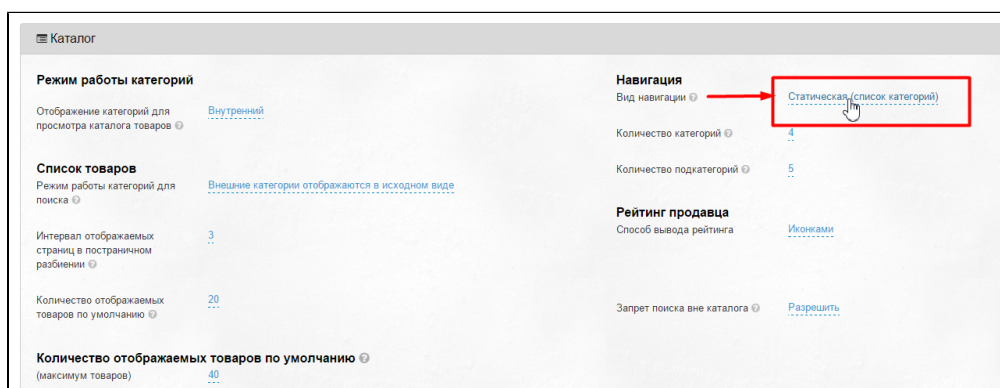 Каталог
Режим работы категорий
Отображение категорий для
просмотра каталога товаров
Внутренний
Список товаров
Режим работы категорий для
поиска
Внешние категории отображаются в исходном виде
Интервал отображаемых
страниц в постраничном
разбиении
3
Количество отображаемых
товаров по умолчанию
20
Количество отображаемых товаров по умолчанию
(максимум товаров)
40
Навигация
Вид навигации
Статическая (список категорий)
Количество категорий
4
Количество подкатегорий
5
Рейтинг продавца
Способ вывода рейтинга
Иконками
Запрет поиска вне каталога
Разрешить